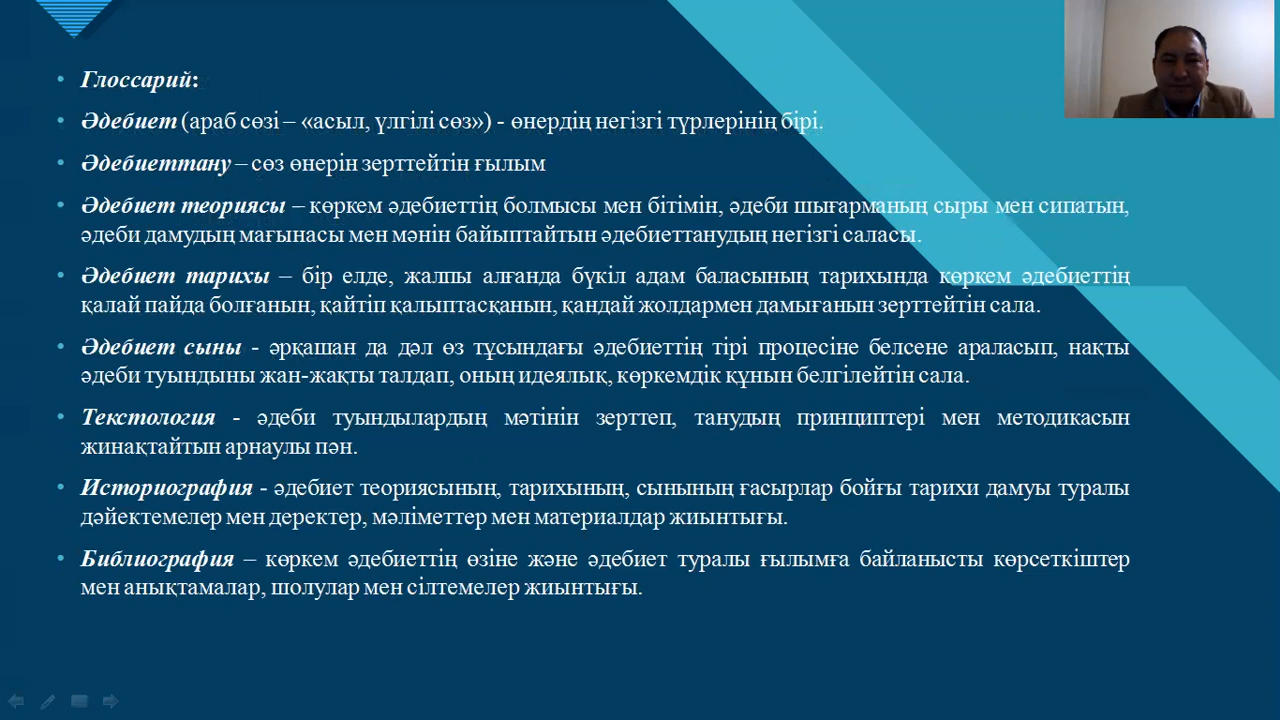 Глоссарий:
Әдебиет (араб сөзі – «асыл, үлгілі сөз») - өнердің негізгі түрлерінің бірі.
Әдебиеттану – сөз өнерін зерттейтін ғылым
Әдебиет теориясы – көркем әдебиеттің болмысы мен бітімін, әдеби шығарманың сыры мен сипатын,
әдеби дамудың мағынасы мен мәнін байыптайтын әдебиеттанудың негізгі саласы.
Әдебиет тарихы – бір елде, жалпы алғанда бүкіл адам баласының тарихында көркем әдебиеттің
қалай пайда болғанын, қайтіп қалыптасқанын, қандай жолдармен дамығанын зерттейтін сала.
Әдебиет сыны - әрқашан да дәл өз тұсындағы әдебиеттің тірі процесіне белсене араласып, нақты
әдеби туындыны жан-жақты талдап, оның идеялық, көркемдік құнын белгілейтін сала.
Текстология - әдеби туындылардың мәтінін зерттеп, танудың принциптері мен методикасын
жинақтайтын арнаулы пән.
Историография - әдебиет теориясының, тарихының, сынының ғасырлар бойғы тарихи дамуы туралы
дәйектемелер мен деректер, мәліметтер мен материалдар жиынтығы.
Библиография – көркем әдебиеттің өзіне және әдебиет туралы ғылымға байланысты көрсеткіштер
мен анықтамалар, шолулар мен сілтемелер жиынтығы.